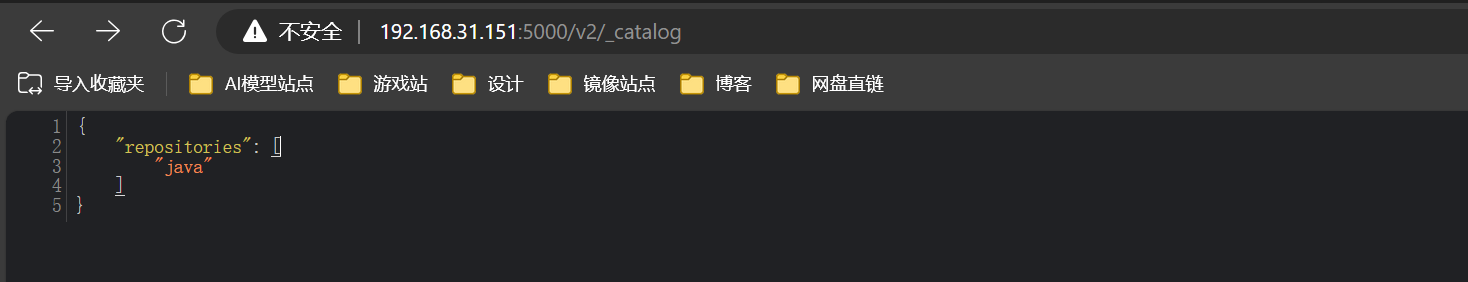 不安全 192.168.31.151:5000/v2/_catalog
导入收藏夹 AI模型站点 游戏站 设计 镜像站点 博客 网盘直链
1 {
2 "repositories": [
3 "java"
4 ]
5 }